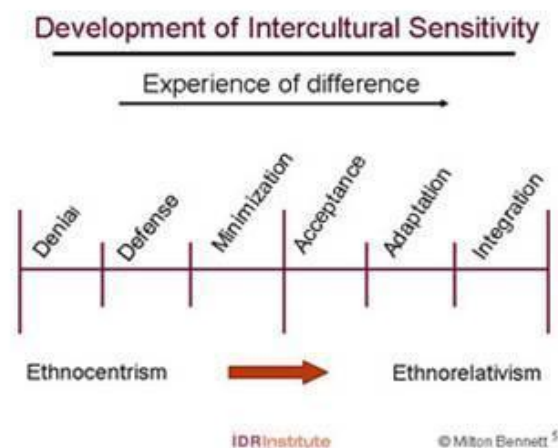 Development of Intercultural Sensitivity
Experience of difference
Denial
Defense
Minimization
Acceptance
Adaptation
Integration
Ethnocentrism
Ethnorelativism
IDRInstitute
© Milton Bennett